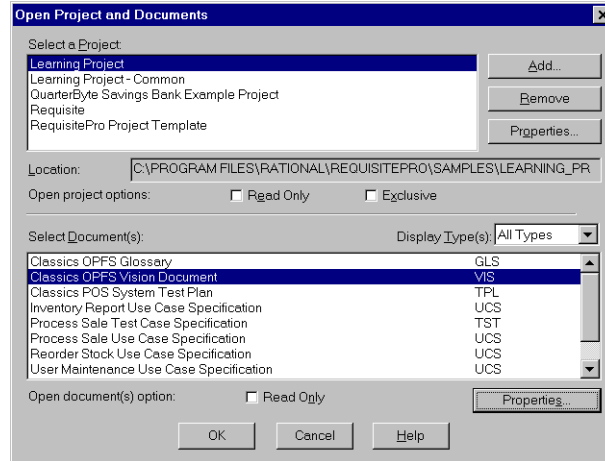 Open Project and Documents
Select a Project:
Learning Project
Learning Project - Common
QuarterByte Savings Bank Example Project
Requisite
RequisitePro Project Template
Add...
Remove
Properties...
Location: C:\PROGRAM FILES\RATIONAL\REQUISITEPRO\SAMPLES\LEARNING_PR
Open project options: Read Only Exclusive
Select Document(s): Display Type(s): All Types
Classics OPFS Glossary GLS
Classics OPFS Vision Document VIS
Classics POS System Test Plan TPL
Inventory Report Use Case Specification UCS
Process Sale Test Case Specification TST
Process Sale Use Case Specification UCS
Reorder Stock Use Case Specification UCS
User Maintenance Use Case Specification UCS
Open document(s) option: Read Only Properties...
OK Cancel Help